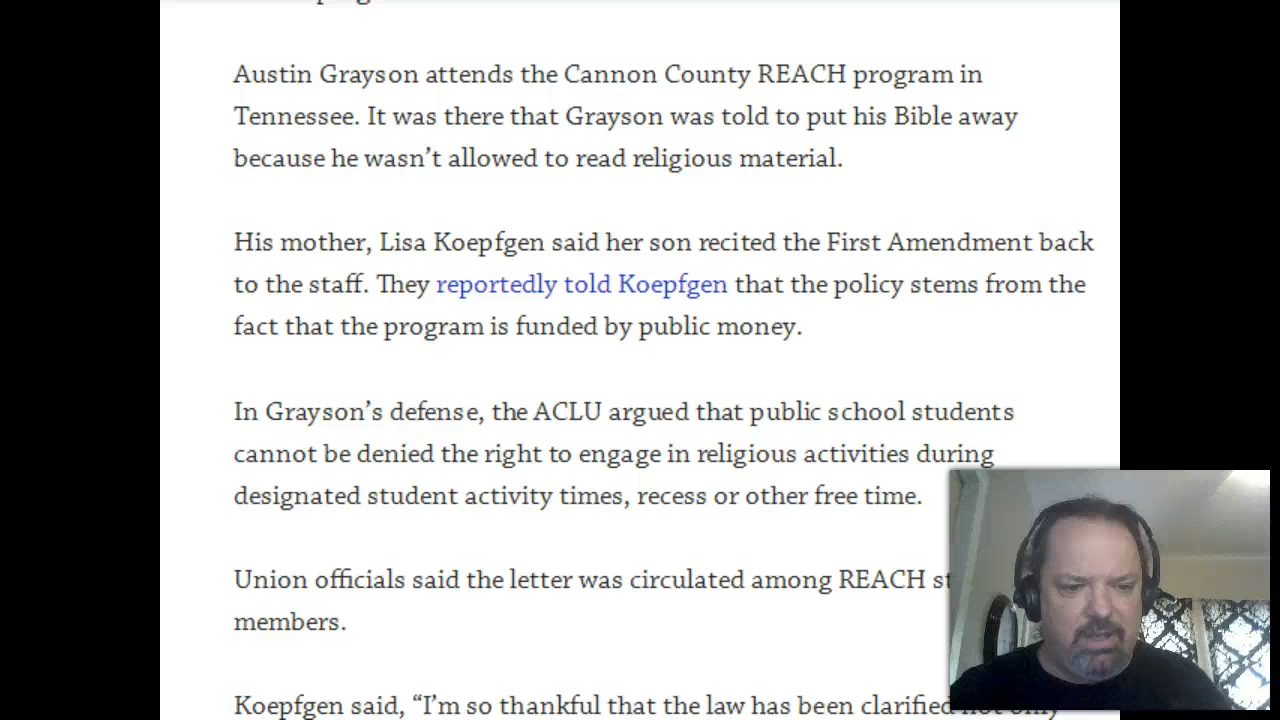 Austin Grayson attends the Cannon County REACH program in
Tennessee. It was there that Grayson was told to put his Bible away
because he wasn’t allowed to read religious material.
His mother, Lisa Koepfgen said her son recited the First Amendment back
to the staff. They reportedly told Koepfgen that the policy stems from the
fact that the program is funded by public money.
In Grayson’s defense, the ACLU argued that public school students
cannot be denied the right to engage in religious activities during
designated student activity times, recess or other free time.
Union officials said the letter was circulated among REACH
members.
Koepfgen said, “I’m so thankful that the law has been clarified not only